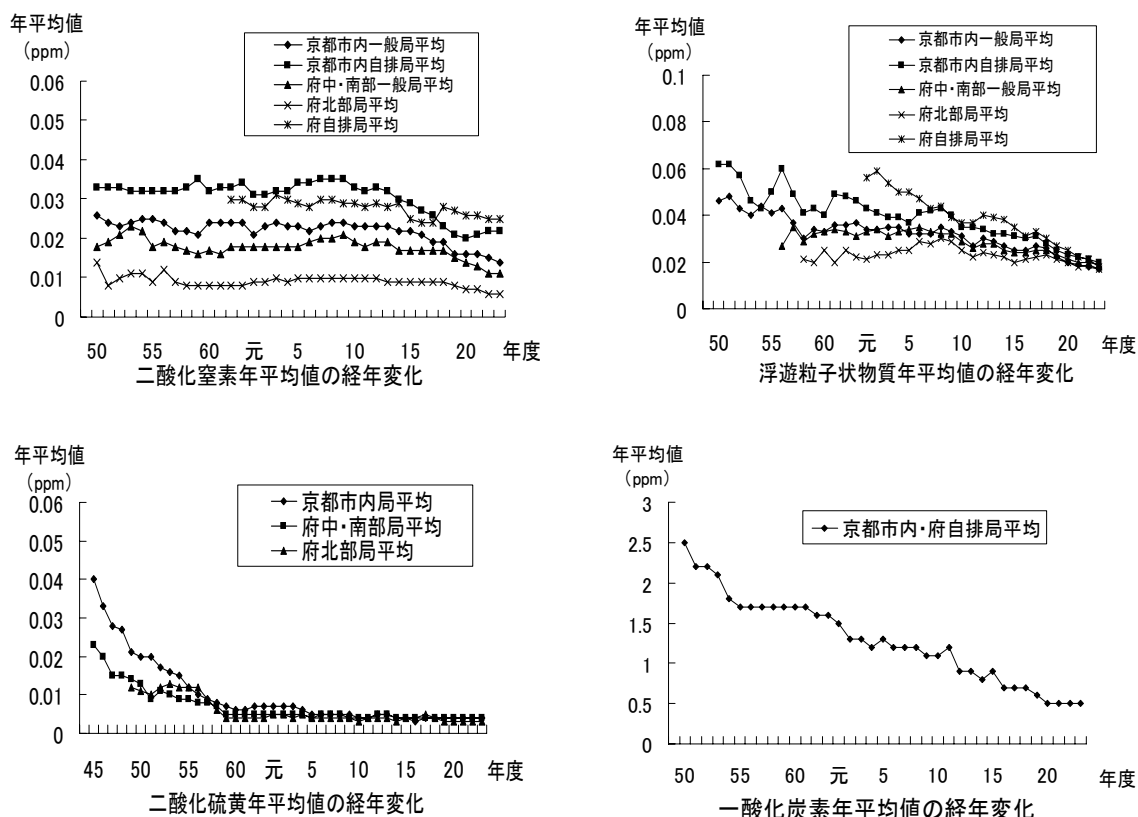 年平均値
（ppm）
京都市内一般局平均
京都市内自排局平均
府中・南部一般局平均
府北部局平均
府自排局平均
0.06
0.05
0.04
0.03
0.02
0.01
0
50 55 60 元 5 10 15 20 年度
二酸化窒素年平均値の経年変化
年平均値
（ppm）
京都市内一般局平均
京都市内自排局平均
府中・南部一般局平均
府北部局平均
府自排局平均
0.1
0.08
0.06
0.04
0.02
0
50 55 60 元 5 10 15 20 年度
浮遊粒子状物質年平均値の経年変化
年平均値
（ppm）
京都市内局平均
府中・南部局平均
府北部局平均
0.06
0.05
0.04
0.03
0.02
0.01
0
45 50 55 60 元 5 10 15 20 年度
二酸化硫黄年平均値の経年変化
年平均値
（ppm）
京都市内・府自排局平均
3
2.5
2
1.5
1
0.5
0
50 55 60 元 5 10 15 20 年度
一酸化炭素年平均値の経年変化